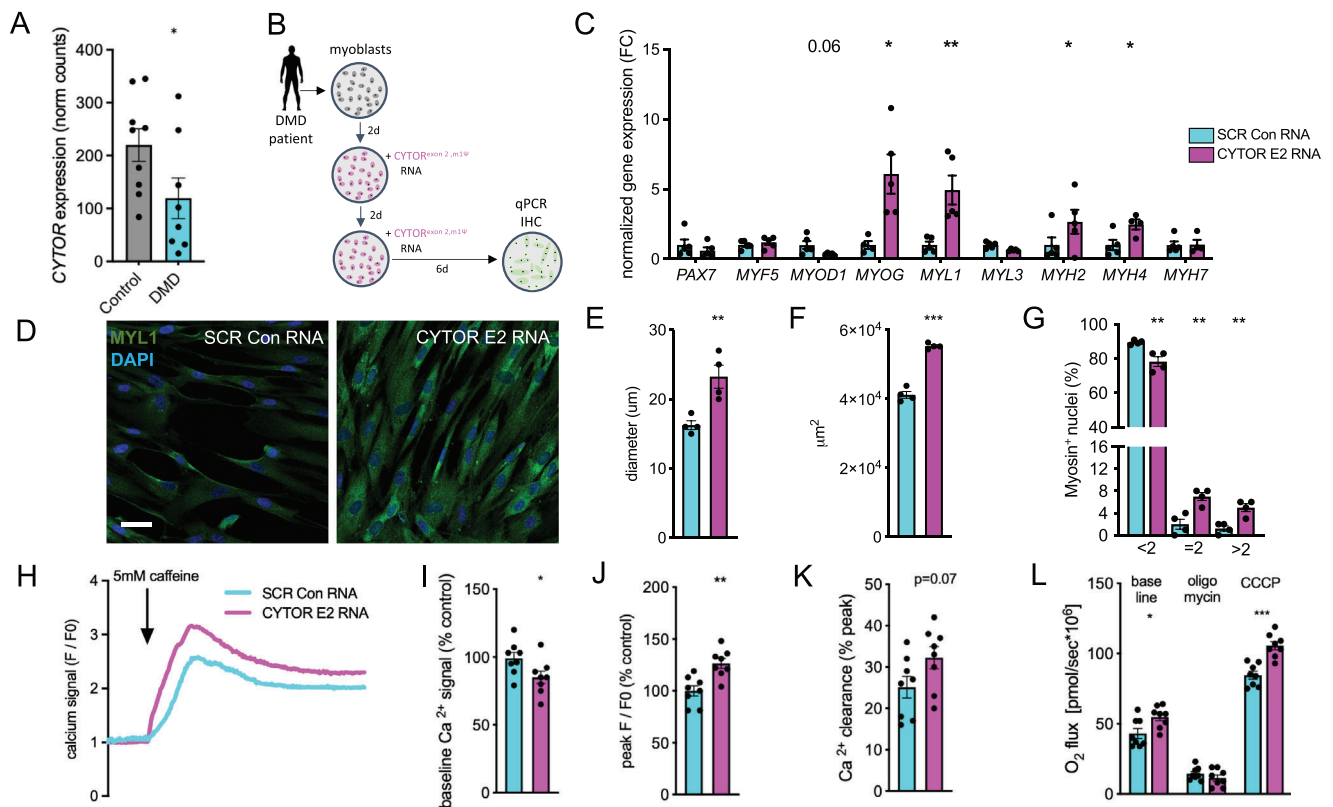 A
CYTOR expression (norm counts)
*
400
300
200
100
0
Control
DMD
B
DMD
patient
myoblasts
2d
+ CYTOR exon 2 ,m1Ψ
RNA
2d
+ CYTOR exon 2,m1Ψ
RNA
6d
qPCR
IHC
C
normalized gene expression (FC)
15
10
5
0
0.06
*
**
*
*
SCR Con RNA
CYTOR E2 RNA
PAX7
MYF5
MYOD1
MYOG
MYL1
MYL3
MYH2
MYH4
MYH7
D
MYL1
DAPI
SCR Con RNA
CYTOR E2 RNA
E
diameter (um)
30
20
10
0
**
F
μm²
6×10⁴
4×10⁴
2×10⁴
0
***
G
Myosin⁺ nuclei (%)
100
80
60
40
16
12
8
4
0
**
**
**
<2
=2
>2
H
calcium signal (F / F0)
4
3
2
1
0
5mM caffeine
SCR Con RNA
CYTOR E2 RNA
I
baseline Ca ²⁺ signal (% control)
150
100
50
0
*
J
peak F / F0 (% control)
200
150
100
50
0
**
K
Ca ²⁺ clearance (% peak)
50
40
30
20
10
0
p=0.07
L
O₂ flux [pmol/sec*10⁶]
150
100
50
0
base
line
*
oligo
mycin
CCCP
***